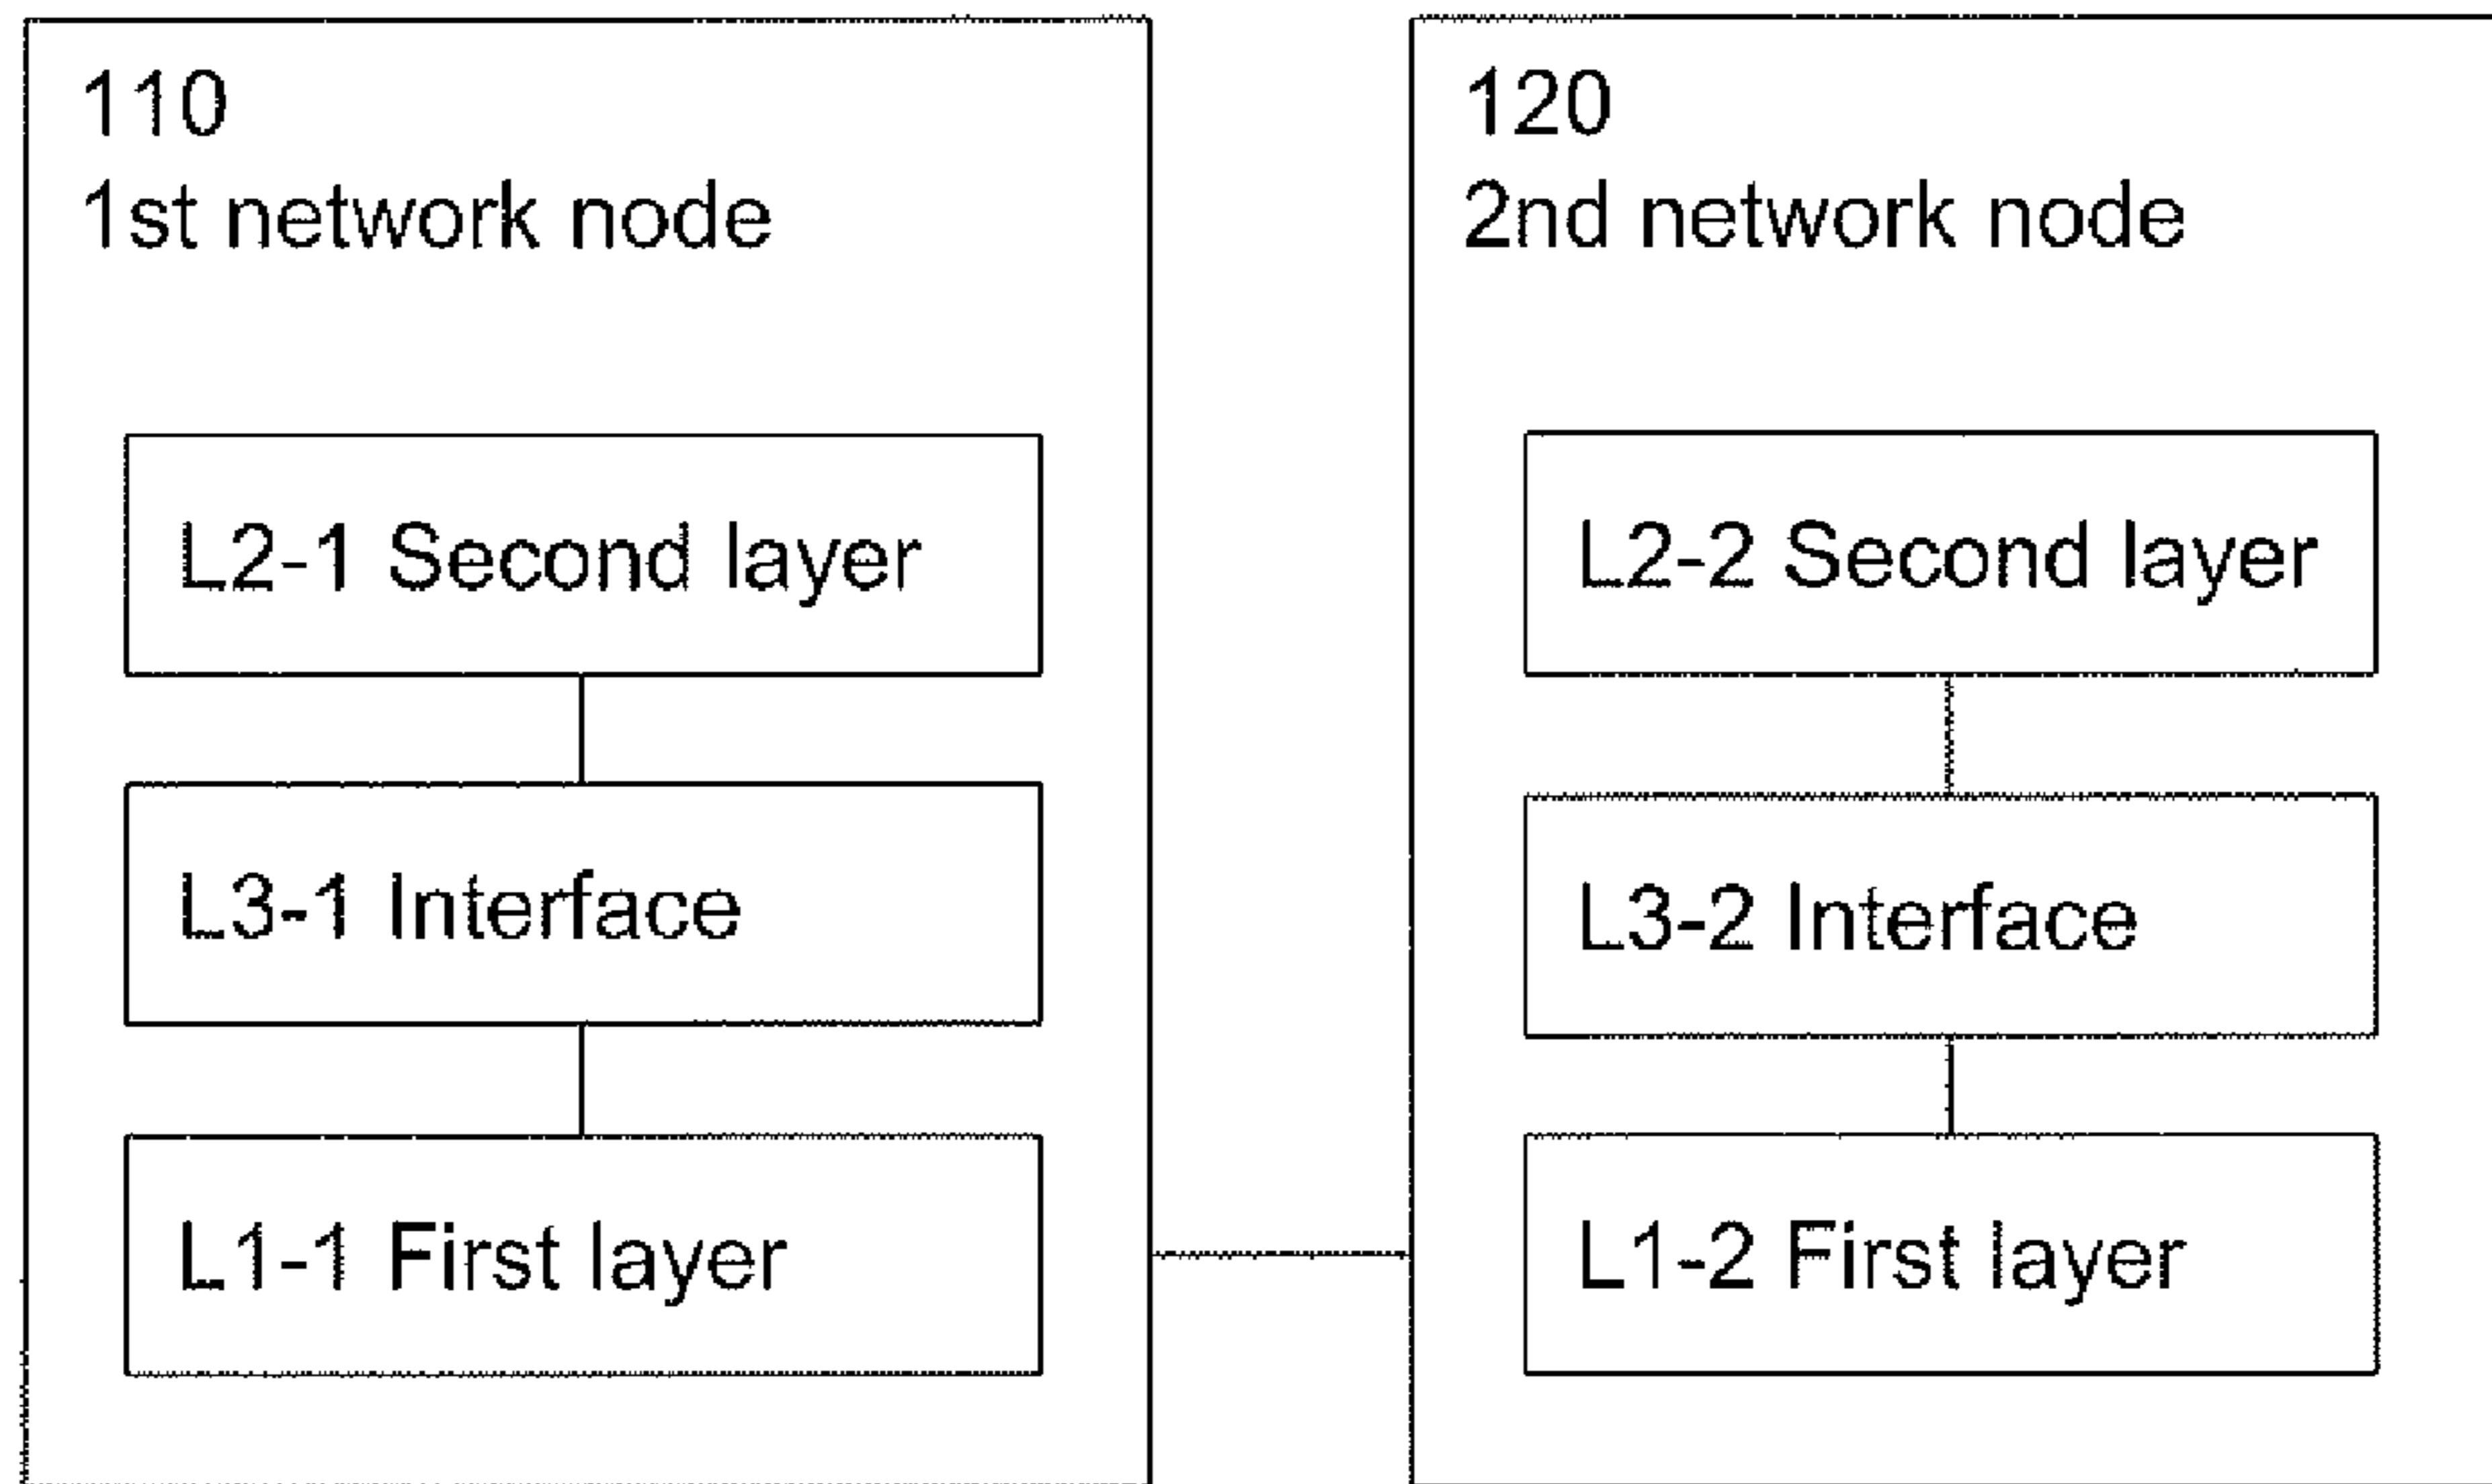 110
1st network node
L2-1 Second layer
L3-1 Interface
L1-1 First layer
120
2nd network node
L2-2 Second layer
L3-2 Interface
L1-2 First layer